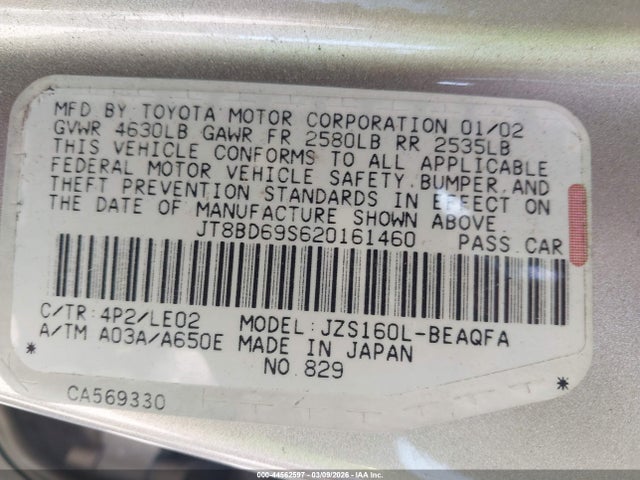 MFD BY TOYOTA MOTOR CORPORATION 01/02
GVWR 4630LB GAWR FR 2580LB RR 2535LB
THIS VEHICLE CONFORMS TO ALL APPLICABLE
FEDERAL MOTOR VEHICLE SAFETY, BUMPER, AND
THEFT PREVENTION STANDARDS IN EFFECT ON
THE DATE OF MANUFACTURE SHOWN ABOVE.
JT8BD69S620161460 PASS.CAR
C/TR:4P2/LE02 MODEL:JZS160L-BEAQFA
A/TM A03A/A650E MADE IN JAPAN
* NO.829 *
CA569330
000-44562597 - 03/09/2026 - IAAI.COM